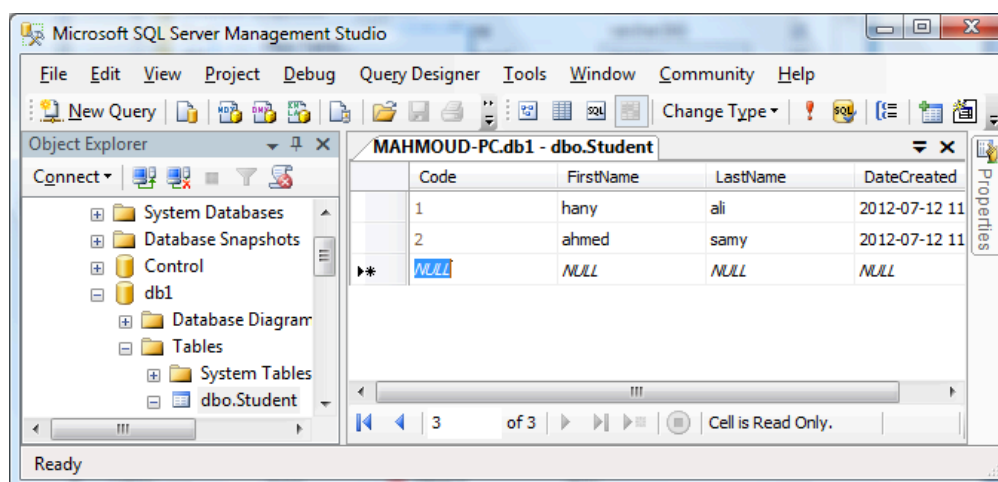 Microsoft SQL Server Management Studio
File Edit View Project Debug Query Designer Tools Window Community Help
New Query Change Type
Object Explorer
Connect
System Databases
Database Snapshots
Control
db1
Database Diagram
Tables
System Tables
dbo.Student
MAHMOUD-PC.db1 - dbo.Student
Code FirstName LastName DateCreated
1 hany ali 2012-07-12 11
2 ahmed samy 2012-07-12 11
NULL NULL NULL NULL
3 of 3 Cell is Read Only.
Properties
Ready